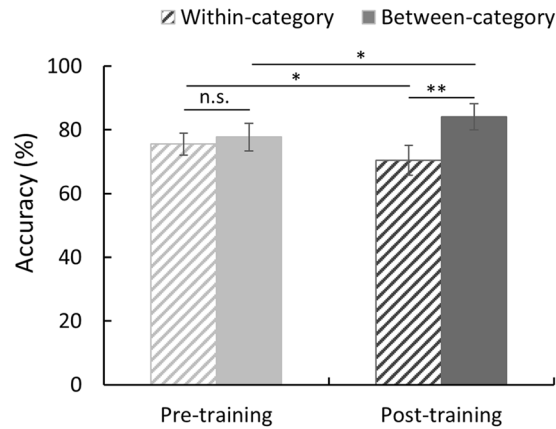 Within-category Between-category
Accuracy (%)
100
80
60
40
20
0
*
*
n.s.
**
Pre-training
Post-training